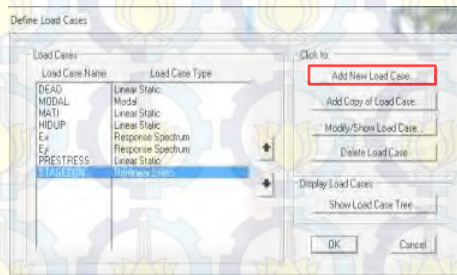 Define Load Cases
Load Cases
Click to:
Load Case Name Load Case Type
Add New Load Case...
DEAD Linear Static
MODAL Modal
MATI Linear Static
HIDUP Linear Static
Ex Response Spectrum
Ey Response Spectrum
PRESTRESS Linear Static
STAGECON Nonlinear Static
Add Copy of Load Case...
Modify/Show Load Case...
Delete Load Case
Display Load Cases
Show Load Case Tree...
OK Cancel